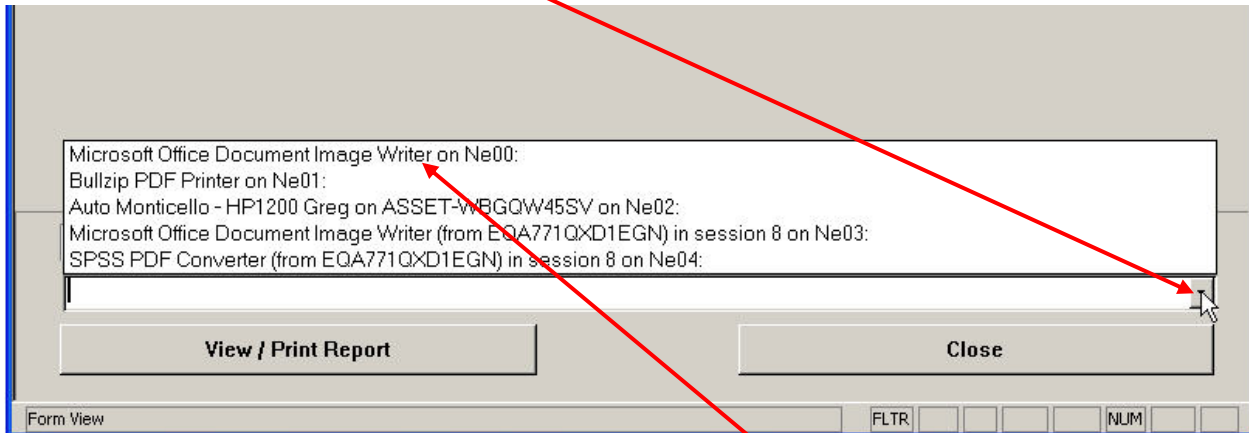 Microsoft Office Document Image Writer on Ne00:
Bullzip PDF Printer on Ne01:
Auto Monticello - HP1200 Greg on ASSET-WBGQW45SV on Ne02:
Microsoft Office Document Image Writer (from EQA771QXD1EGN) in session 8 on Ne03:
SPSS PDF Converter (from EQA771QXD1EGN) in session 8 on Ne04:
View / Print Report
Close
Form View
FLTR
NUM